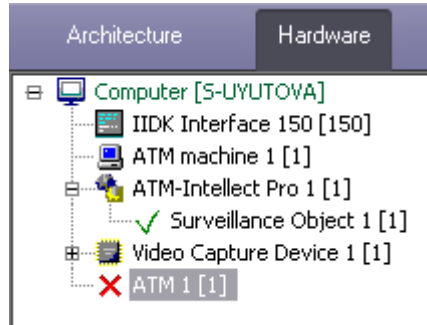 Architecture Hardware
Computer [S-UYUTOVA]
IIDK Interface 150 [150]
ATM machine 1 [1]
ATM-Intellect Pro 1 [1]
Surveillance Object 1 [1]
Video Capture Device 1 [1]
ATM 1 [1]